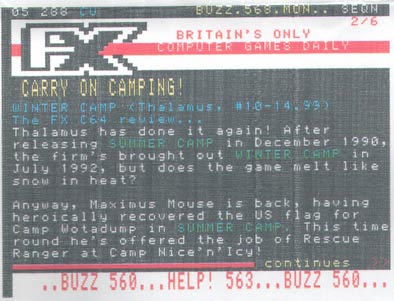 05 288 CU BUZZ.568.MON.. SEQN
2/6
FX
BRITAIN'S ONLY
COMPUTER GAMES DAILY
CARRY ON CAMPING!
WINTER CAMP (Thalamus, #10-14.99)
The FX C64 review...
Thalamus has done it again! After
releasing SUMMER CAMP in December 1990,
the firm's brought out WINTER CAMP in
July 1992, but does the game melt like
snow in heat?
Anyway, Maximus Mouse is back, having
heroically recovered the US flag for
Camp Wotadump in SUMMER CAMP. This time
round he's offered the job of Rescue
Ranger at Camp Nice'n'Icy!
continues
..BUZZ 560...HELP! 563...BUZZ 560...